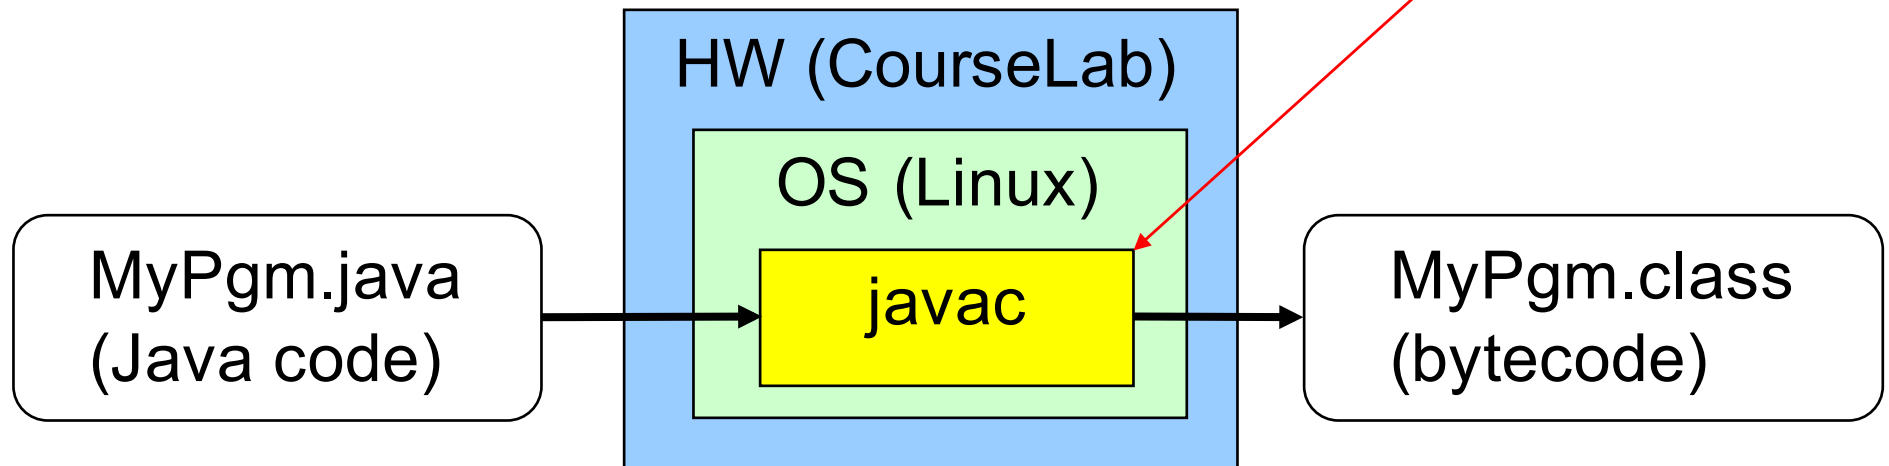 HW (CourseLab)
OS (Linux)
MyPgm.java
(Java code)
javac
MyPgm.class
(bytecode)